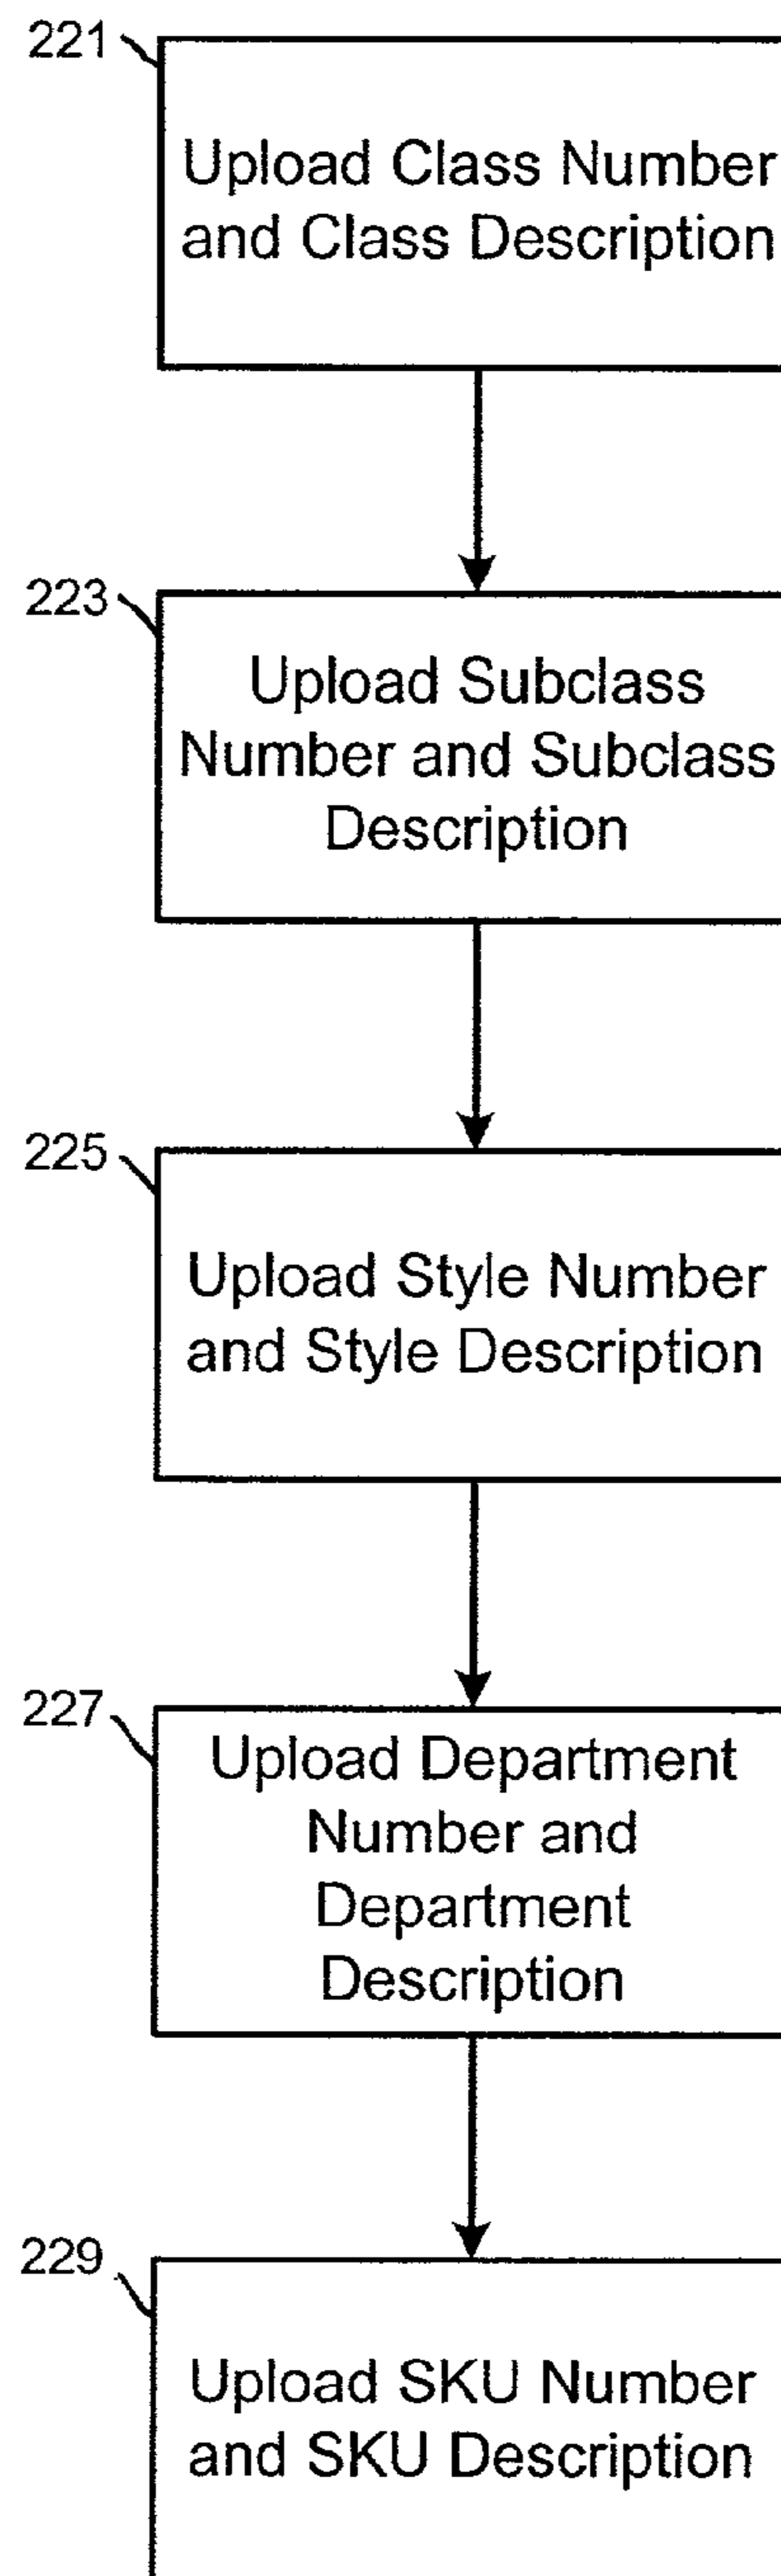 221
Upload Class Number
and Class Description
223
Upload Subclass
Number and Subclass
Description
225
Upload Style Number
and Style Description
227
Upload Department
Number and
Department
Description
229
Upload SKU Number
and SKU Description